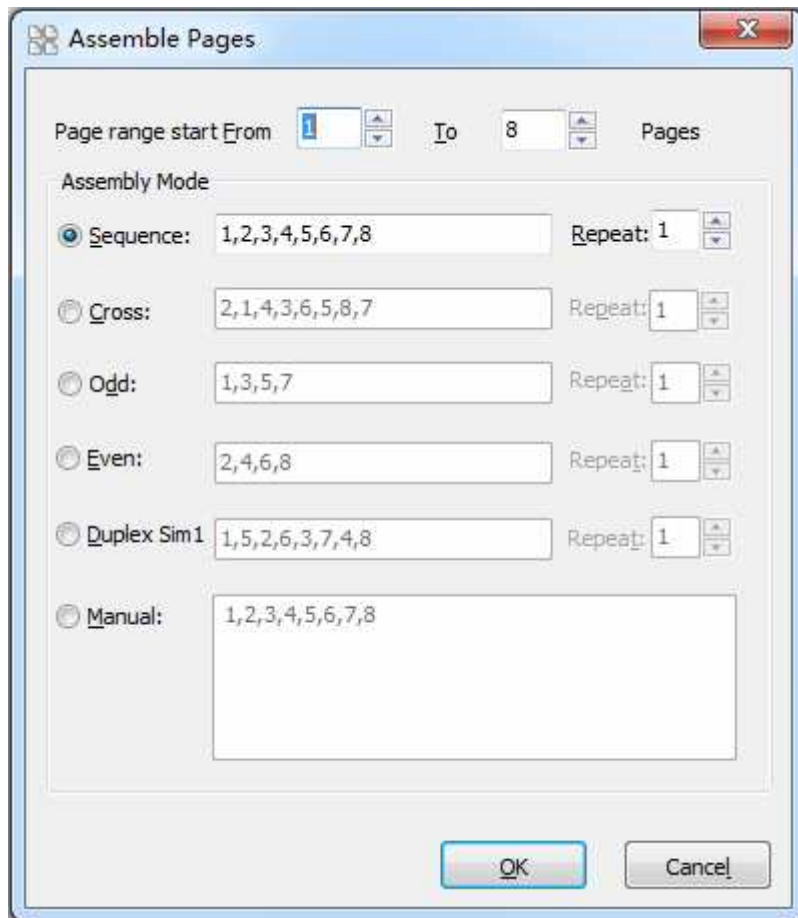 Assemble Pages
Page range start From 1 To 8 Pages
Assembly Mode
Sequence: 1,2,3,4,5,6,7,8 Repeat: 1
Cross: 2,1,4,3,6,5,8,7 Repeat: 1
Odd: 1,3,5,7 Repeat: 1
Even: 2,4,6,8 Repeat: 1
Duplex Sim1 1,5,2,6,3,7,4,8 Repeat: 1
Manual: 1,2,3,4,5,6,7,8
OK Cancel